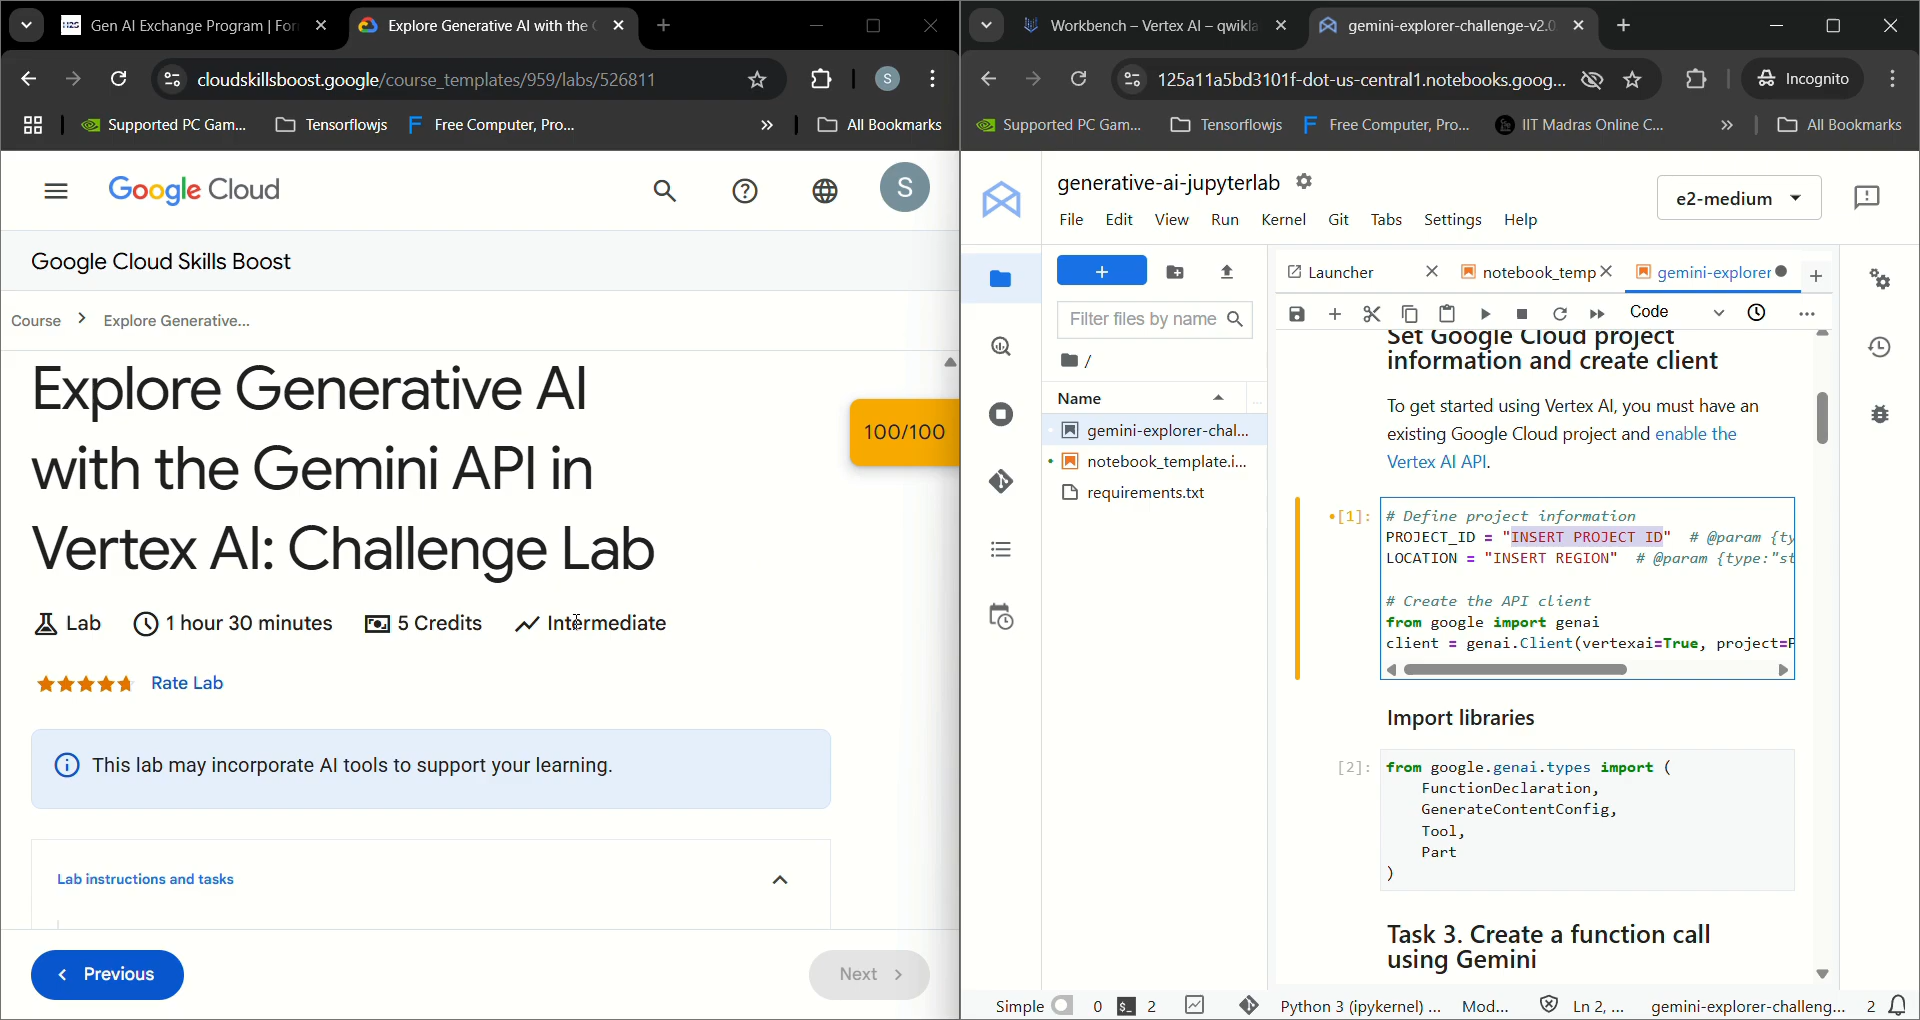 Gen AI Exchange Program | For
Explore Generative AI with the
cloudskillsboost.google/course_templates/959/labs/526811
S
Supported PC Gam...
Tensorflowjs
Free Computer, Pro...
»
All Bookmarks
Google Cloud
S
Google Cloud Skills Boost
Course > Explore Generative...
Explore Generative AI
with the Gemini API in
Vertex AI: Challenge Lab
100/100
Lab
1 hour 30 minutes
5 Credits
Intermediate
Rate Lab
This lab may incorporate AI tools to support your learning.
Lab instructions and tasks
Previous
Next
Workbench – Vertex AI – qwikla
gemini-explorer-challenge-v2.0.
125a11a5bd3101f-dot-us-central1.notebooks.goog...
Incognito
Supported PC Gam...
Tensorflowjs
Free Computer, Pro...
IIT Madras Online C...
»
All Bookmarks
generative-ai-jupyterlab
e2-medium
File Edit View Run Kernel Git Tabs Settings Help
Filter files by name
/
Name
gemini-explorer-chal...
notebook_template.i...
requirements.txt
Launcher
notebook_temp
gemini-explorer
Code
Set Google Cloud project
information and create client
To get started using Vertex AI, you must have an
existing Google Cloud project and enable the
Vertex AI API.
[1]:
# Define project information
PROJECT_ID = "INSERT PROJECT ID" # @param {ty
LOCATION = "INSERT REGION" # @param {type:"st
# Create the API client
from google import genai
client = genai.Client(vertexai=True, project=P
Import libraries
[2]:
from google.genai.types import (
FunctionDeclaration,
GenerateContentConfig,
Tool,
Part
)
Task 3. Create a function call
using Gemini
Simple 0 2 Python 3 (ipykernel) ... Mod... Ln 2, ... gemini-explorer-challeng... 2